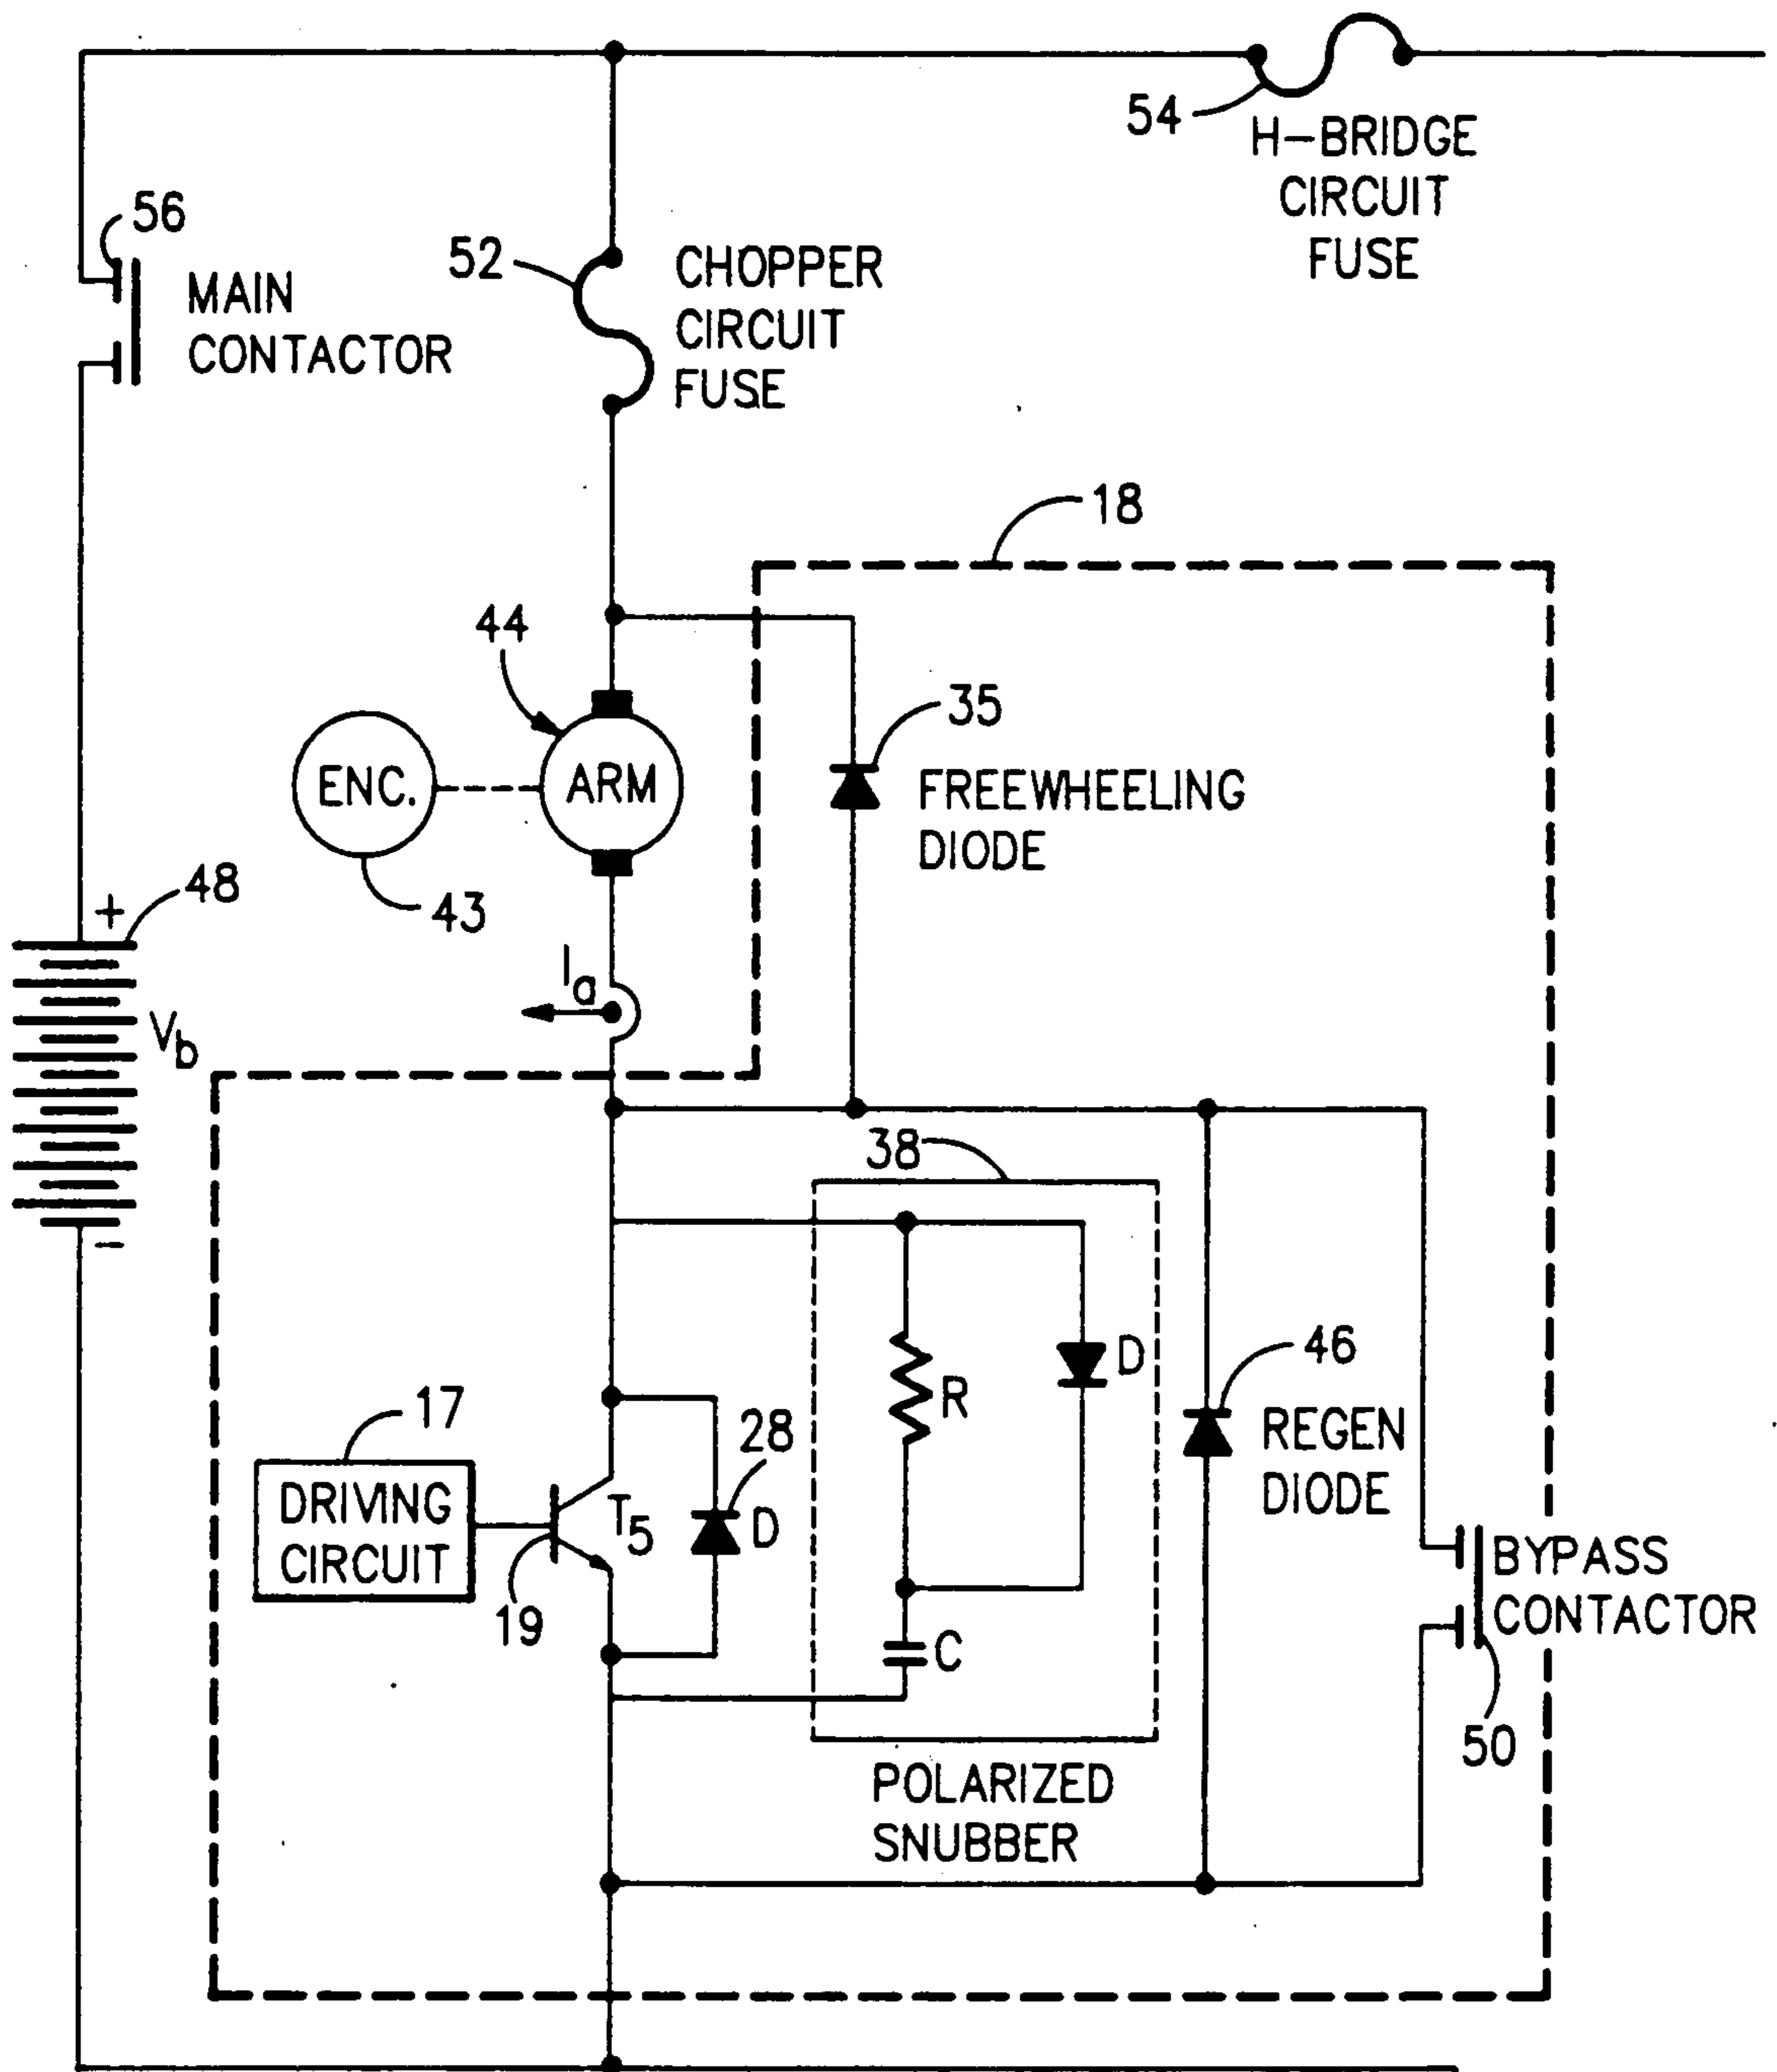 54
H-BRIDGE
CIRCUIT
FUSE
56
MAIN
CONTACTOR
52
CHOPPER
CIRCUIT
FUSE
18
44
35
ENC.
ARM
FREEWHEELING
DIODE
48
43
+
Ia
Vb
38
-
D
46
R
17
28
REGEN
DIODE
DRIVING
CIRCUIT
T5
D
BYPASS
CONTACTOR
19
C
50
POLARIZED
SNUBBER